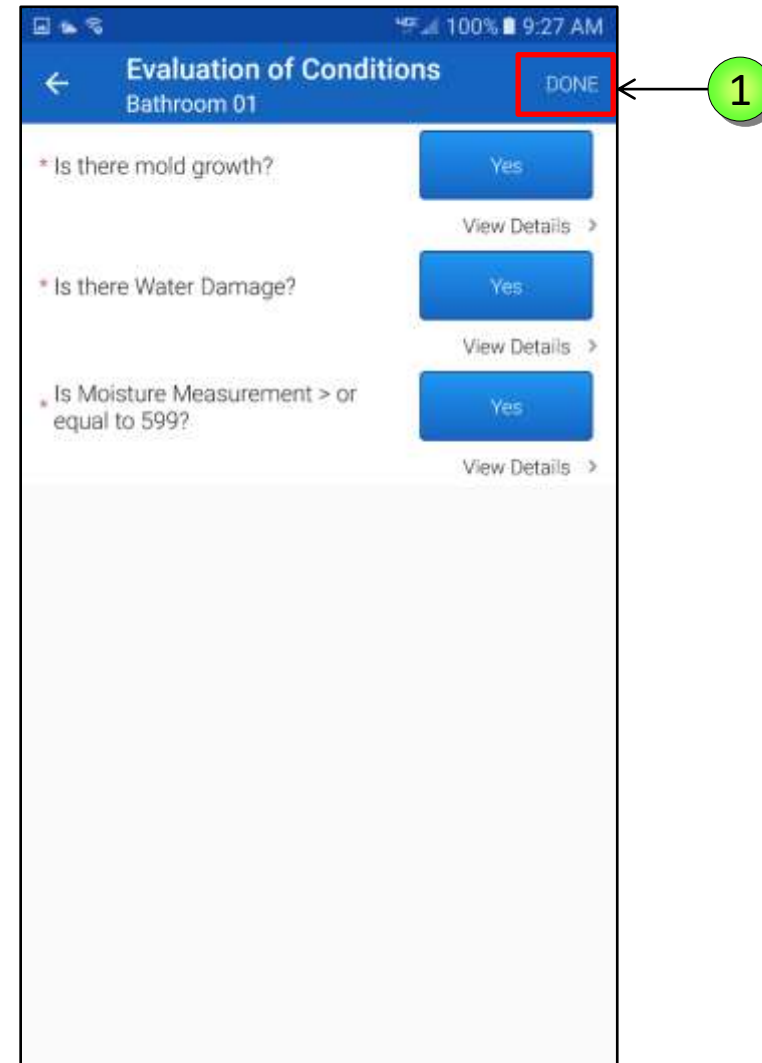 4G 100% 9:27 AM
Evaluation of Conditions
Bathroom 01
DONE
1
* Is there mold growth?
Yes
View Details >
* Is there Water Damage?
Yes
View Details >
* Is Moisture Measurement > or
equal to 599?
Yes
View Details >